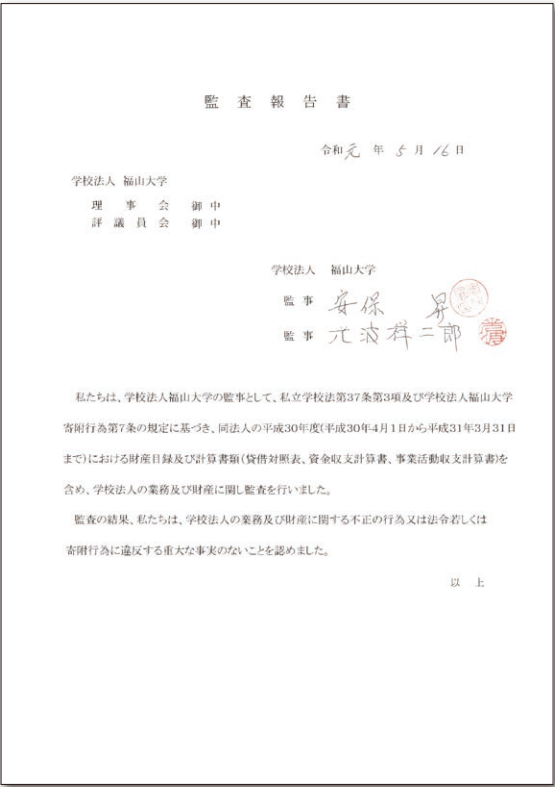 監査報告書
令和元年5月16日
学校法人 福山大学
理事会 御中
評議員会 御中
学校法人 福山大学
監事 安保 昇
監事 元波祥二郎
私たちは、学校法人福山大学の監事として、私立学校法第37条第3項及び学校法人福山大学
寄附行為第7条の規定に基づき、同法人の平成30年度(平成30年4月1日から平成31年3月31日
まで)における財産目録及び計算書類(貸借対照表、資金収支計算書、事業活動収支計算書)を
含め、学校法人の業務及び財産に関し監査を行いました。
監査の結果、私たちは、学校法人の業務及び財産に関する不正の行為又は法令若しくは
寄附行為に違反する重大な事実のないことを認めました。
以 上